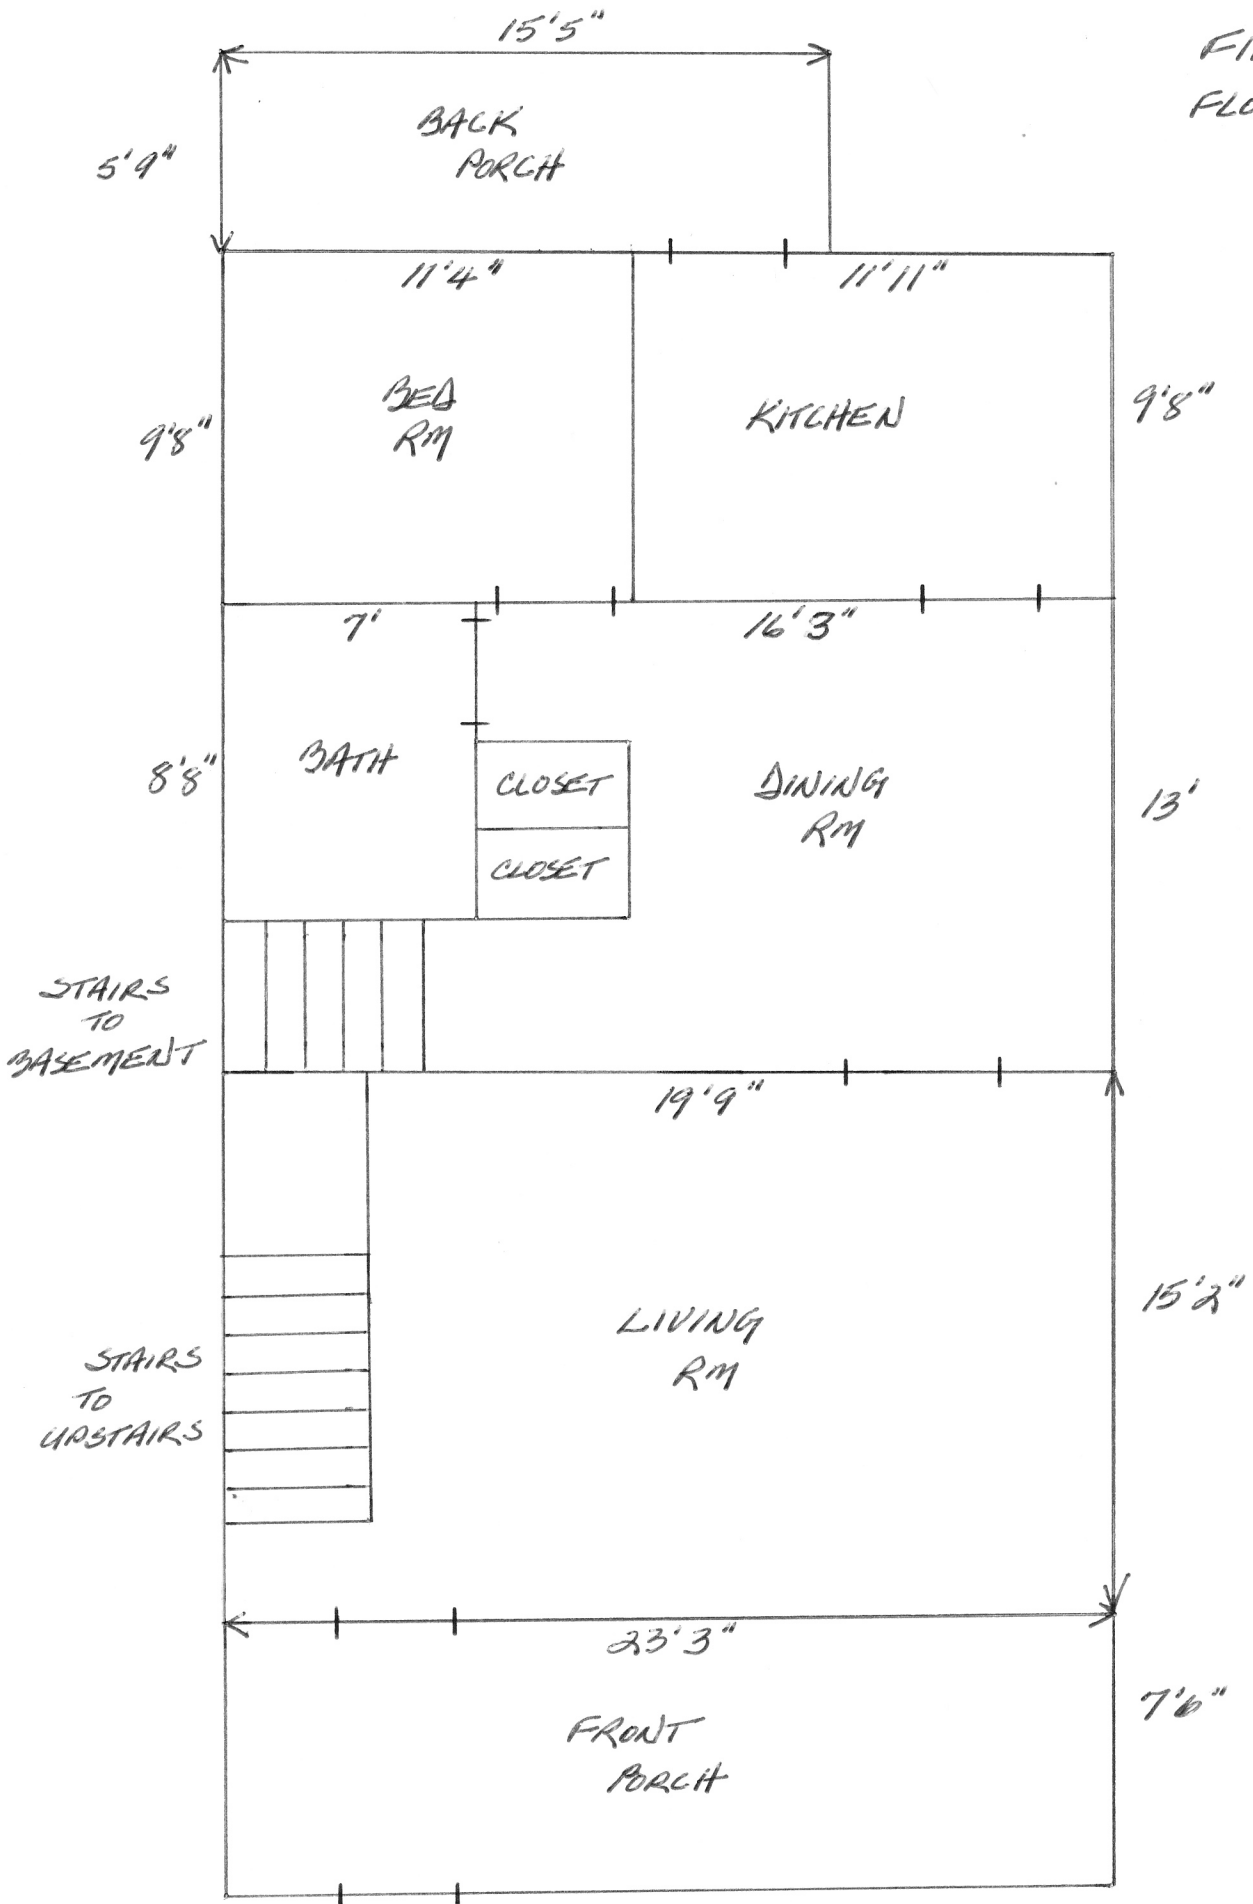 15'5"
BACK
PORCH
5'9"
11'4"
11'11"
BED
RM
KITCHEN
9'8"
9'8"
7'
16'3"
BATH
8'8"
CLOSET
CLOSET
DINING
RM
13'
STAIRS
TO
BASEMENT
19'9"
LIVING
RM
15'2"
STAIRS
TO
UPSTAIRS
23'3"
FRONT
PORCH
7'6"